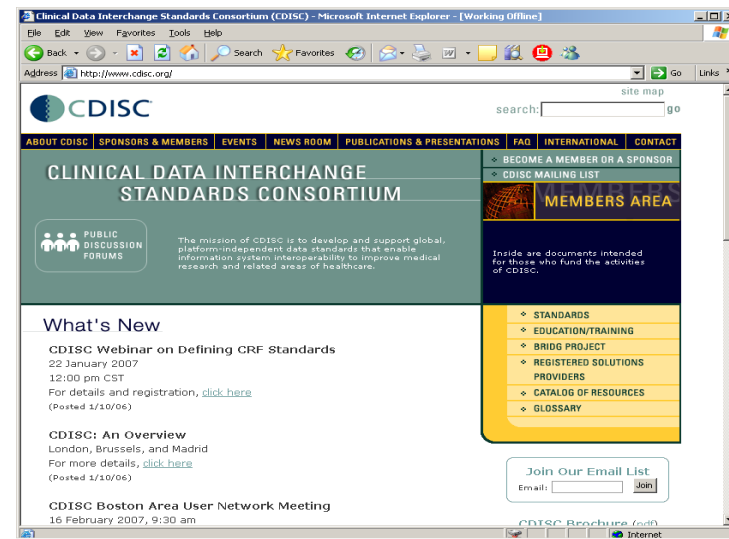 Clinical Data Interchange Standards Consortium (CDISC) - Microsoft Internet Explorer - [Working Offline]
File Edit View Favorites Tools Help
Back Search Favorites
Address http://www.cdisc.org/ Go Links
site map
CDISC
search: go
ABOUT CDISC SPONSORS & MEMBERS EVENTS NEWS ROOM PUBLICATIONS & PRESENTATIONS FAQ INTERNATIONAL CONTACT
CLINICAL DATA INTERCHANGE
STANDARDS CONSORTIUM
PUBLIC
DISCUSSION
FORUMS
The mission of CDISC is to develop and support global,
platform-independent data standards that enable
information system interoperability to improve medical
research and related areas of healthcare.
BECOME A MEMBER OR A SPONSOR
CDISC MAILING LIST
MEMBERS
MEMBERS AREA
Inside are documents intended
for those who fund the activities
of CDISC.
What's New
CDISC Webinar on Defining CRF Standards
22 January 2007
12:00 pm CST
For details and registration, click here
(Posted 1/10/06)
CDISC: An Overview
London, Brussels, and Madrid
For more details, click here
(Posted 1/10/06)
CDISC Boston Area User Network Meeting
16 February 2007, 9:30 am
STANDARDS
EDUCATION/TRAINING
BRIDG PROJECT
REGISTERED SOLUTIONS
PROVIDERS
CATALOG OF RESOURCES
GLOSSARY
Join Our Email List
Email: Join
CDISC Brochure (pdf)
Internet